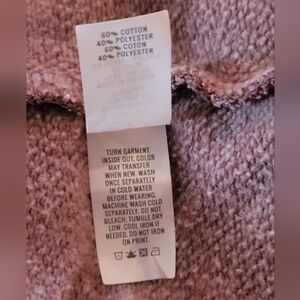 60% COTTON
40% POLYESTER
60% COTON
40% POLYESTER
TURN GARMENT
INSIDE OUT. COLOR
MAY TRANSFER
WHEN NEW. WASH
ONCE SEPARATELY
IN COLD WATER
BEFORE WEARING.
MACHINE WASH COLD
SEPARATELY. DO NOT
BLEACH. TUMBLE DRY
LOW. COOL IRON IF
NEEDED. DO NOT IRON
ON PRINT.